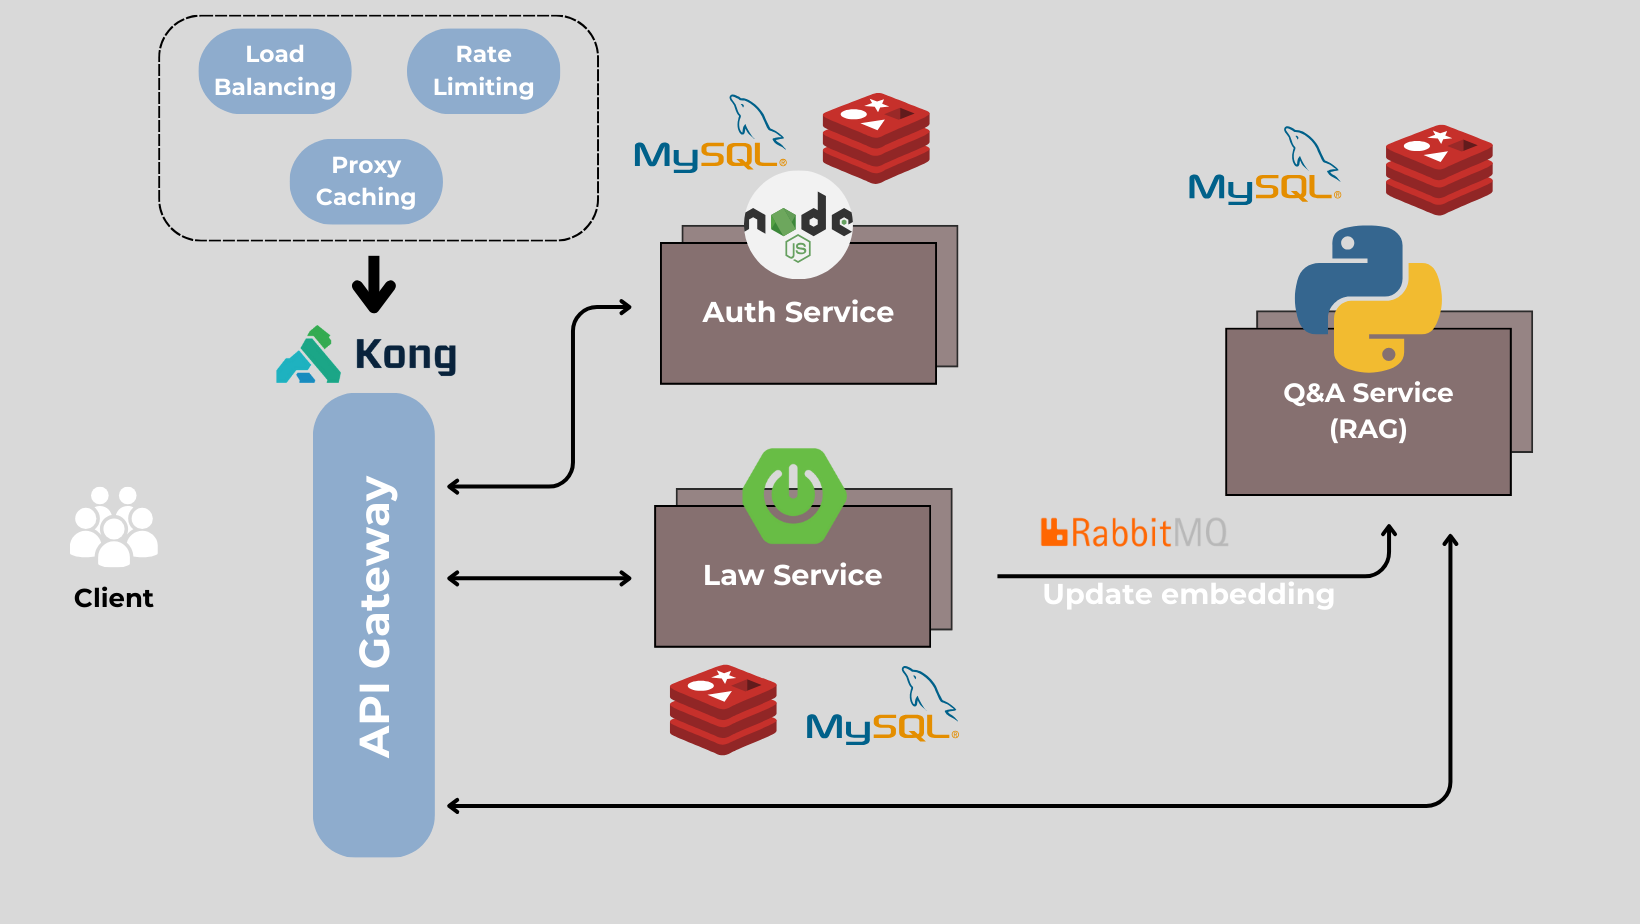 Load
Balancing
Rate
Limiting
Proxy
Caching
Kong
API Gateway
Client
MySQL®
node
JS
Auth Service
Law Service
MySQL®
RabbitMQ
Update embedding
MySQL®
Q&A Service
(RAG)